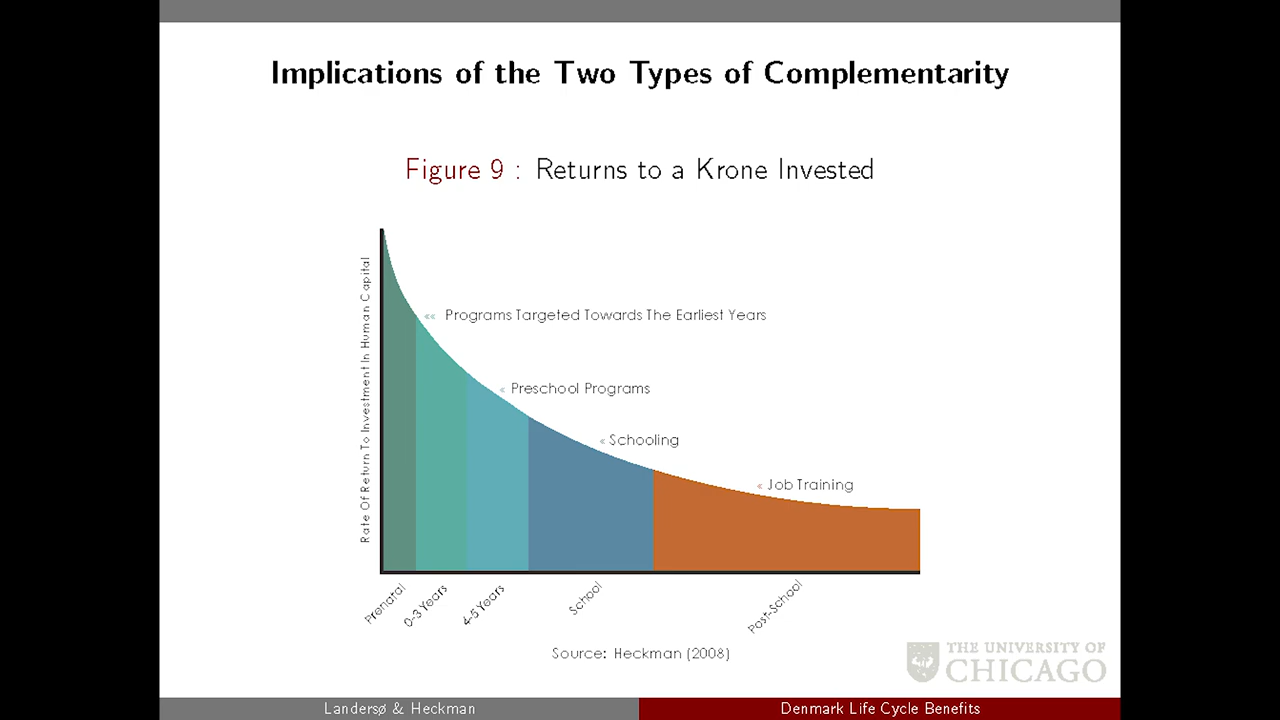 Implications of the Two Types of Complementarity
Figure 9 : Returns to a Krone Invested
Rate Of Return To Investment In Human Capital
« Programs Targeted Towards The Earliest Years
« Preschool Programs
« Schooling
« Job Training
Prenatal
0-3 Years
4-5 Years
School
Post-School
Source: Heckman (2008)
THE UNIVERSITY OF
CHICAGO
Landersø & Heckman
Denmark Life Cycle Benefits